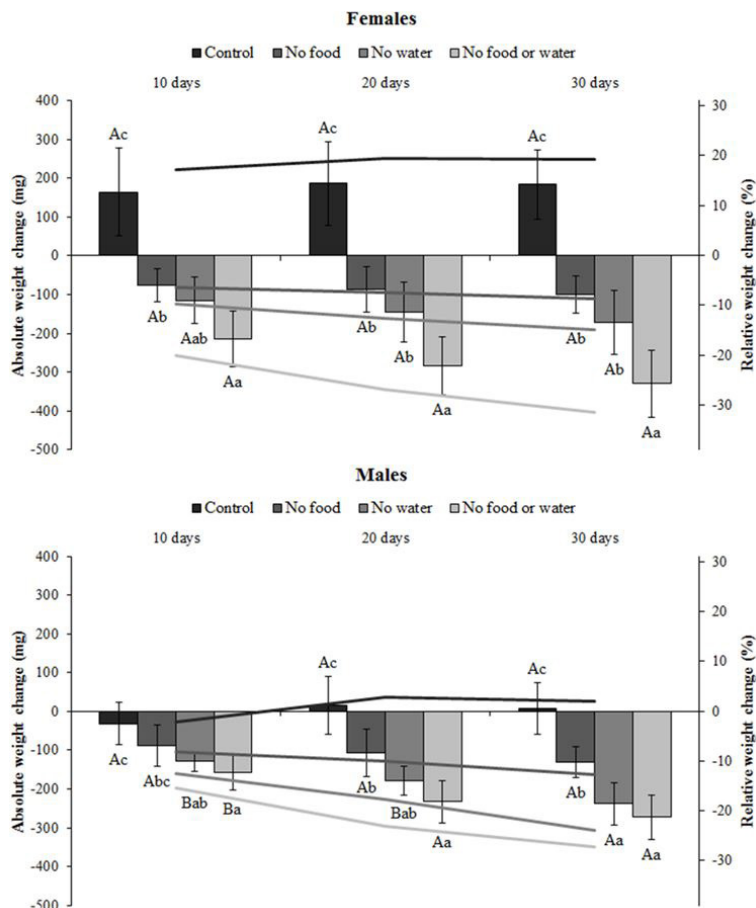 Females
Control No food No water No food or water
10 days 20 days 30 days
Absolute weight change (mg)
400
300
200
100
0
-100
-200
-300
-400
-500
Relative weight change (%)
30
20
10
0
-10
-20
-30
Ac Ac Ac
Ab Aab Aa
Ab Ab Aa
Ab Ab Aa
Males
Control No food No water No food or water
10 days 20 days 30 days
Absolute weight change (mg)
400
300
200
100
0
-100
-200
-300
-400
-500
Relative weight change (%)
30
20
10
0
-10
-20
-30
Ac Abc Bab Ba
Ac Ab Bab Aa
Ac Ab Aa Aa